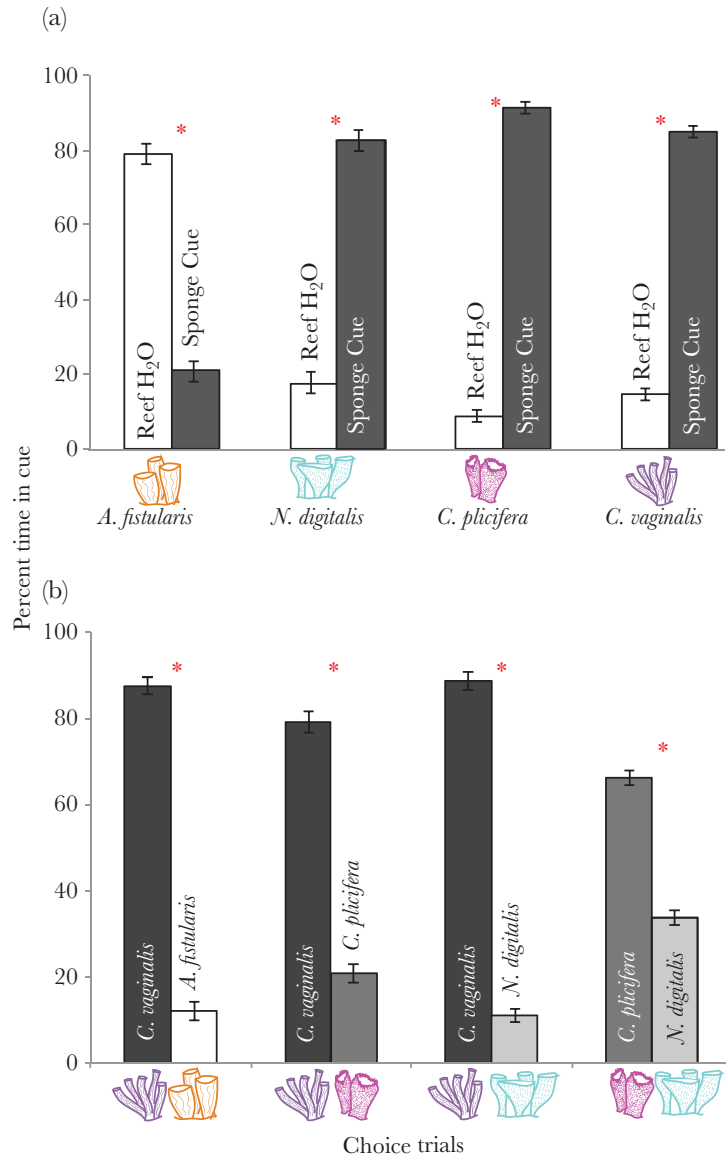 (a)
100
80
60
40
20
0
*
*
*
*
Reef H₂O
Sponge Cue
Reef H₂O
Sponge Cue
Reef H₂O
Sponge Cue
Reef H₂O
Sponge Cue
A. fistularis
N. digitalis
C. plicifera
C. vaginalis
Percent time in cue
(b)
100
80
60
40
20
0
*
*
*
*
C. vaginalis
A. fistularis
C. vaginalis
C. plicifera
C. vaginalis
N. digitalis
C. plicifera
N. digitalis
Choice trials